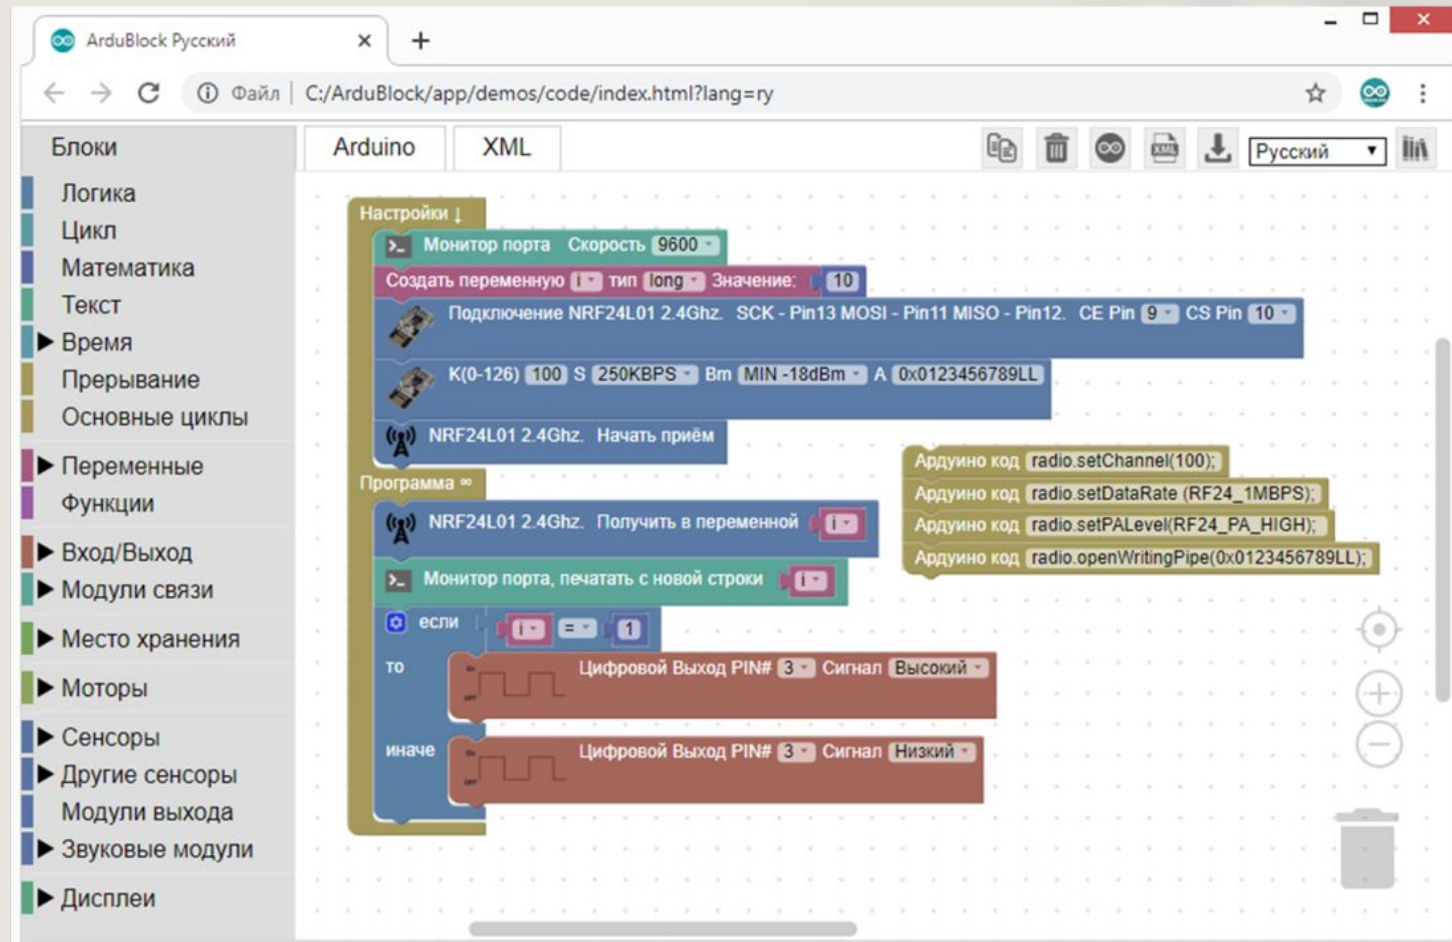 ArduBlock Русский
Файл C:/ArduBlock/app/demos/code/index.html?lang=ry
Блоки
Arduino XML
XML
Русский
Логика
Цикл
Математика
Текст
Время
Прерывание
Основные циклы
Переменные
Функции
Вход/Выход
Модули связи
Место хранения
Моторы
Сенсоры
Другие сенсоры
Модули выхода
Звуковые модули
Дисплеи
Настройки ↓
Монитор порта Скорость 9600
Создать переменную i тип long Значение: 10
Подключение NRF24L01 2.4Ghz. SCK - Pin13 MOSI - Pin11 MISO - Pin12. CE Pin 9 CS Pin 10
K(0-126) 100 S 250KBPS Bm MIN -18dBm A 0x0123456789LL
NRF24L01 2.4Ghz. Начать приём
Программа ∞
NRF24L01 2.4Ghz. Получить в переменной i
Монитор порта, печатать с новой строки i
если i = 1
то Цифровой Выход PIN# 3 Сигнал Высокий
иначе Цифровой Выход PIN# 3 Сигнал Низкий
Ардуино код radio.setChannel(100);
Ардуино код radio.setDataRate (RF24_1MBPS);
Ардуино код radio.setPALevel(RF24_PA_HIGH);
Ардуино код radio.openWritingPipe(0x0123456789LL);